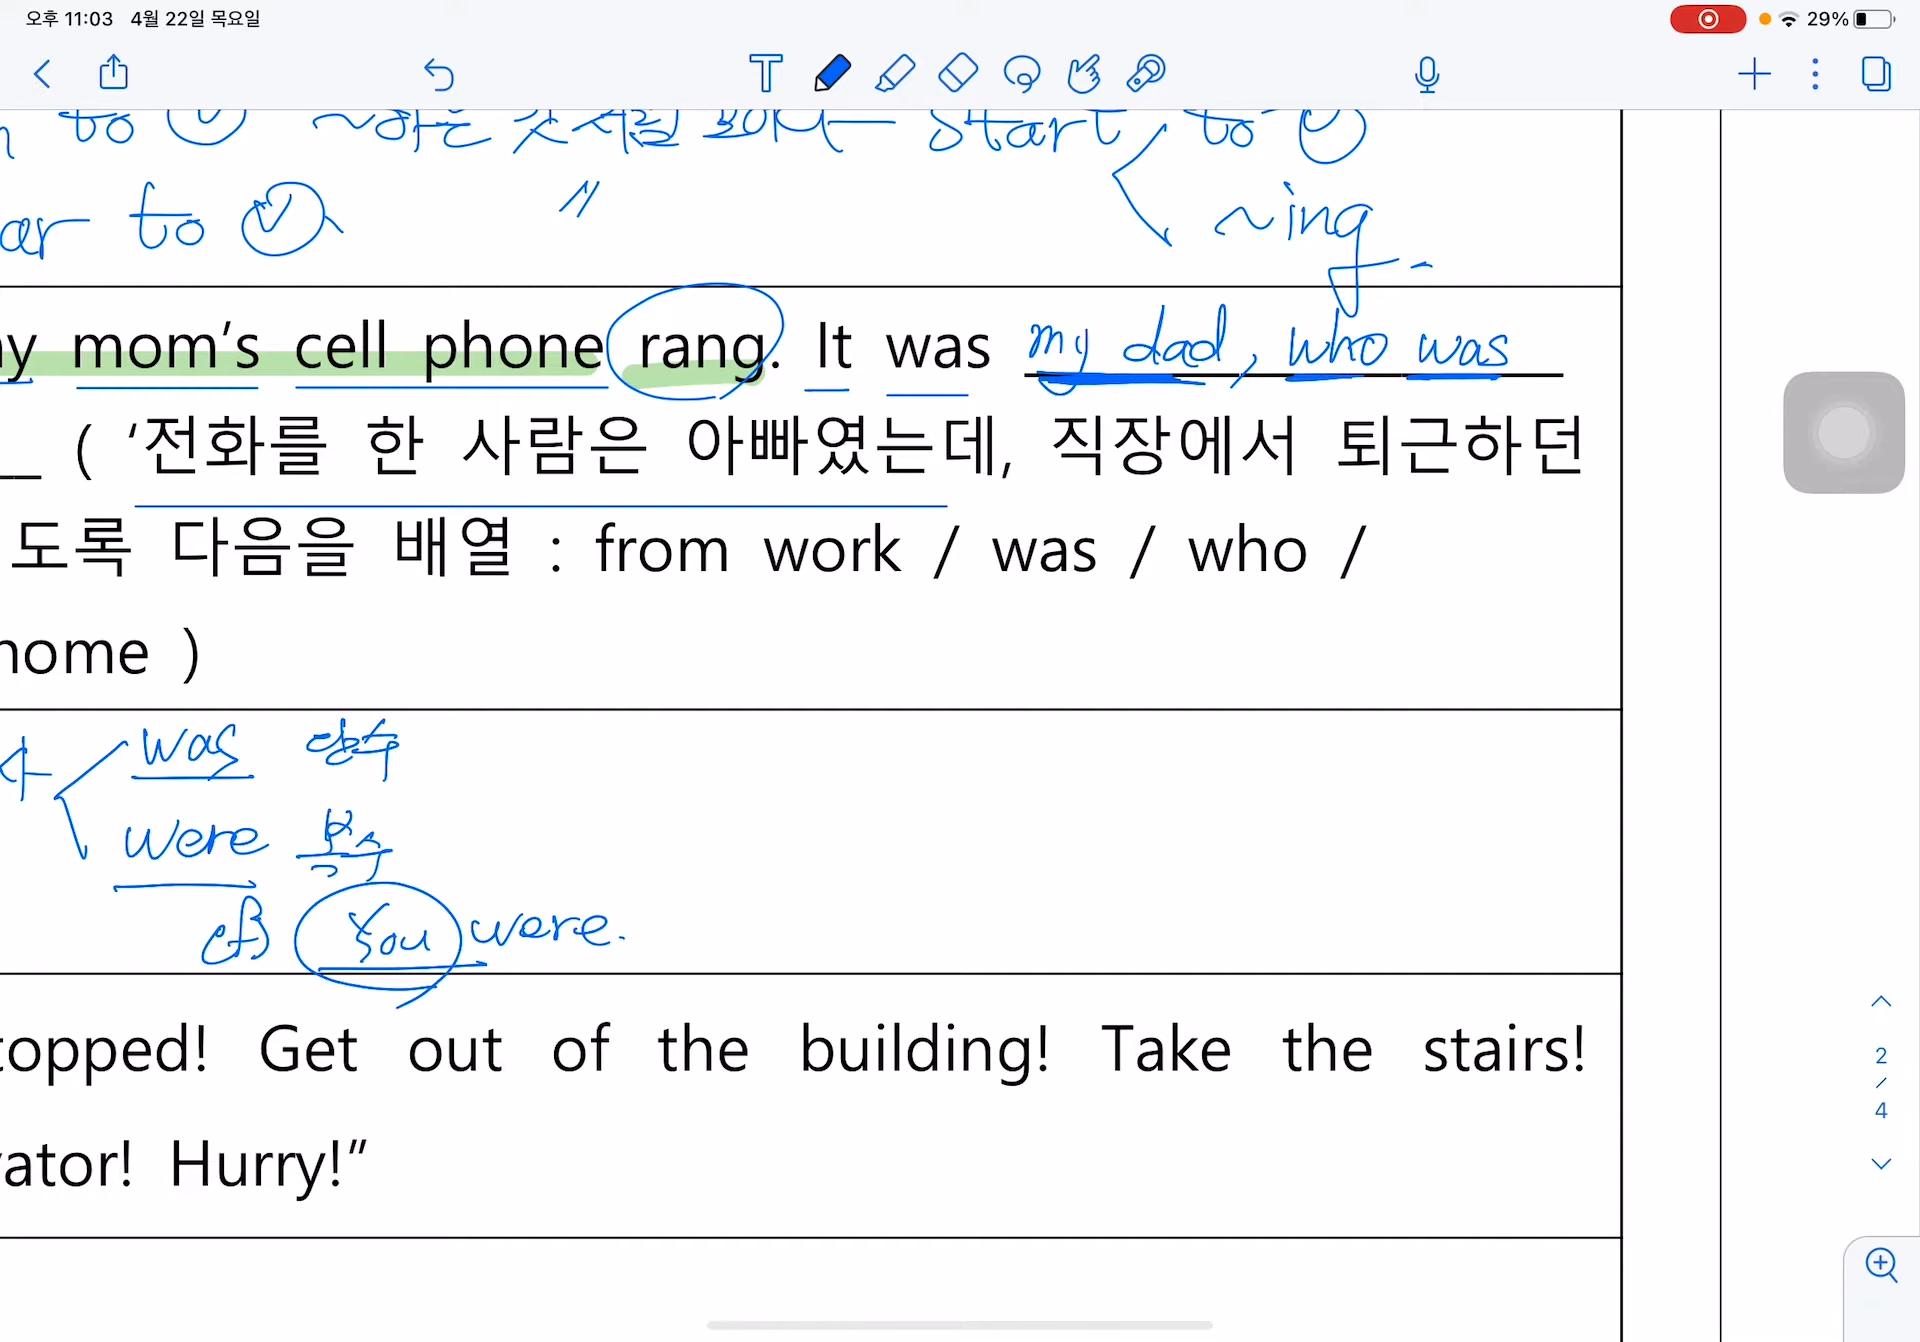 오후 11:03 4월 22일 목요일
29%
to ~하는 것처럼 보이다 start to
~ing
ar to "
mom's cell phone rang. It was my dad, who was
( '전화를 한 사람은 아빠였는데, 직장에서 퇴근하던
도록 다음을 배열 : from work / was / who /
home )
was 단수
were 복수
cf) you were.
topped! Get out of the building! Take the stairs!
vator! Hurry!"
2
/
4